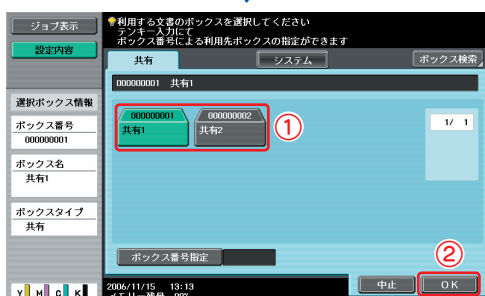 ジョブ表示
設定内容
利用する文書のボックスを選択してください
テンキー入力にて
ボックス番号による利用先ボックスの指定ができます
共有
システム
ボックス検索
000000001 共有1
選択ボックス情報
ボックス番号
000000001
ボックス名
共有1
ボックスタイプ
共有
000000001
共有1
000000002
共有2
①
1/ 1
ボックス番号指定
②
中止
OK
Y M C K
2006/11/15 13:13
メモリー残量 99%